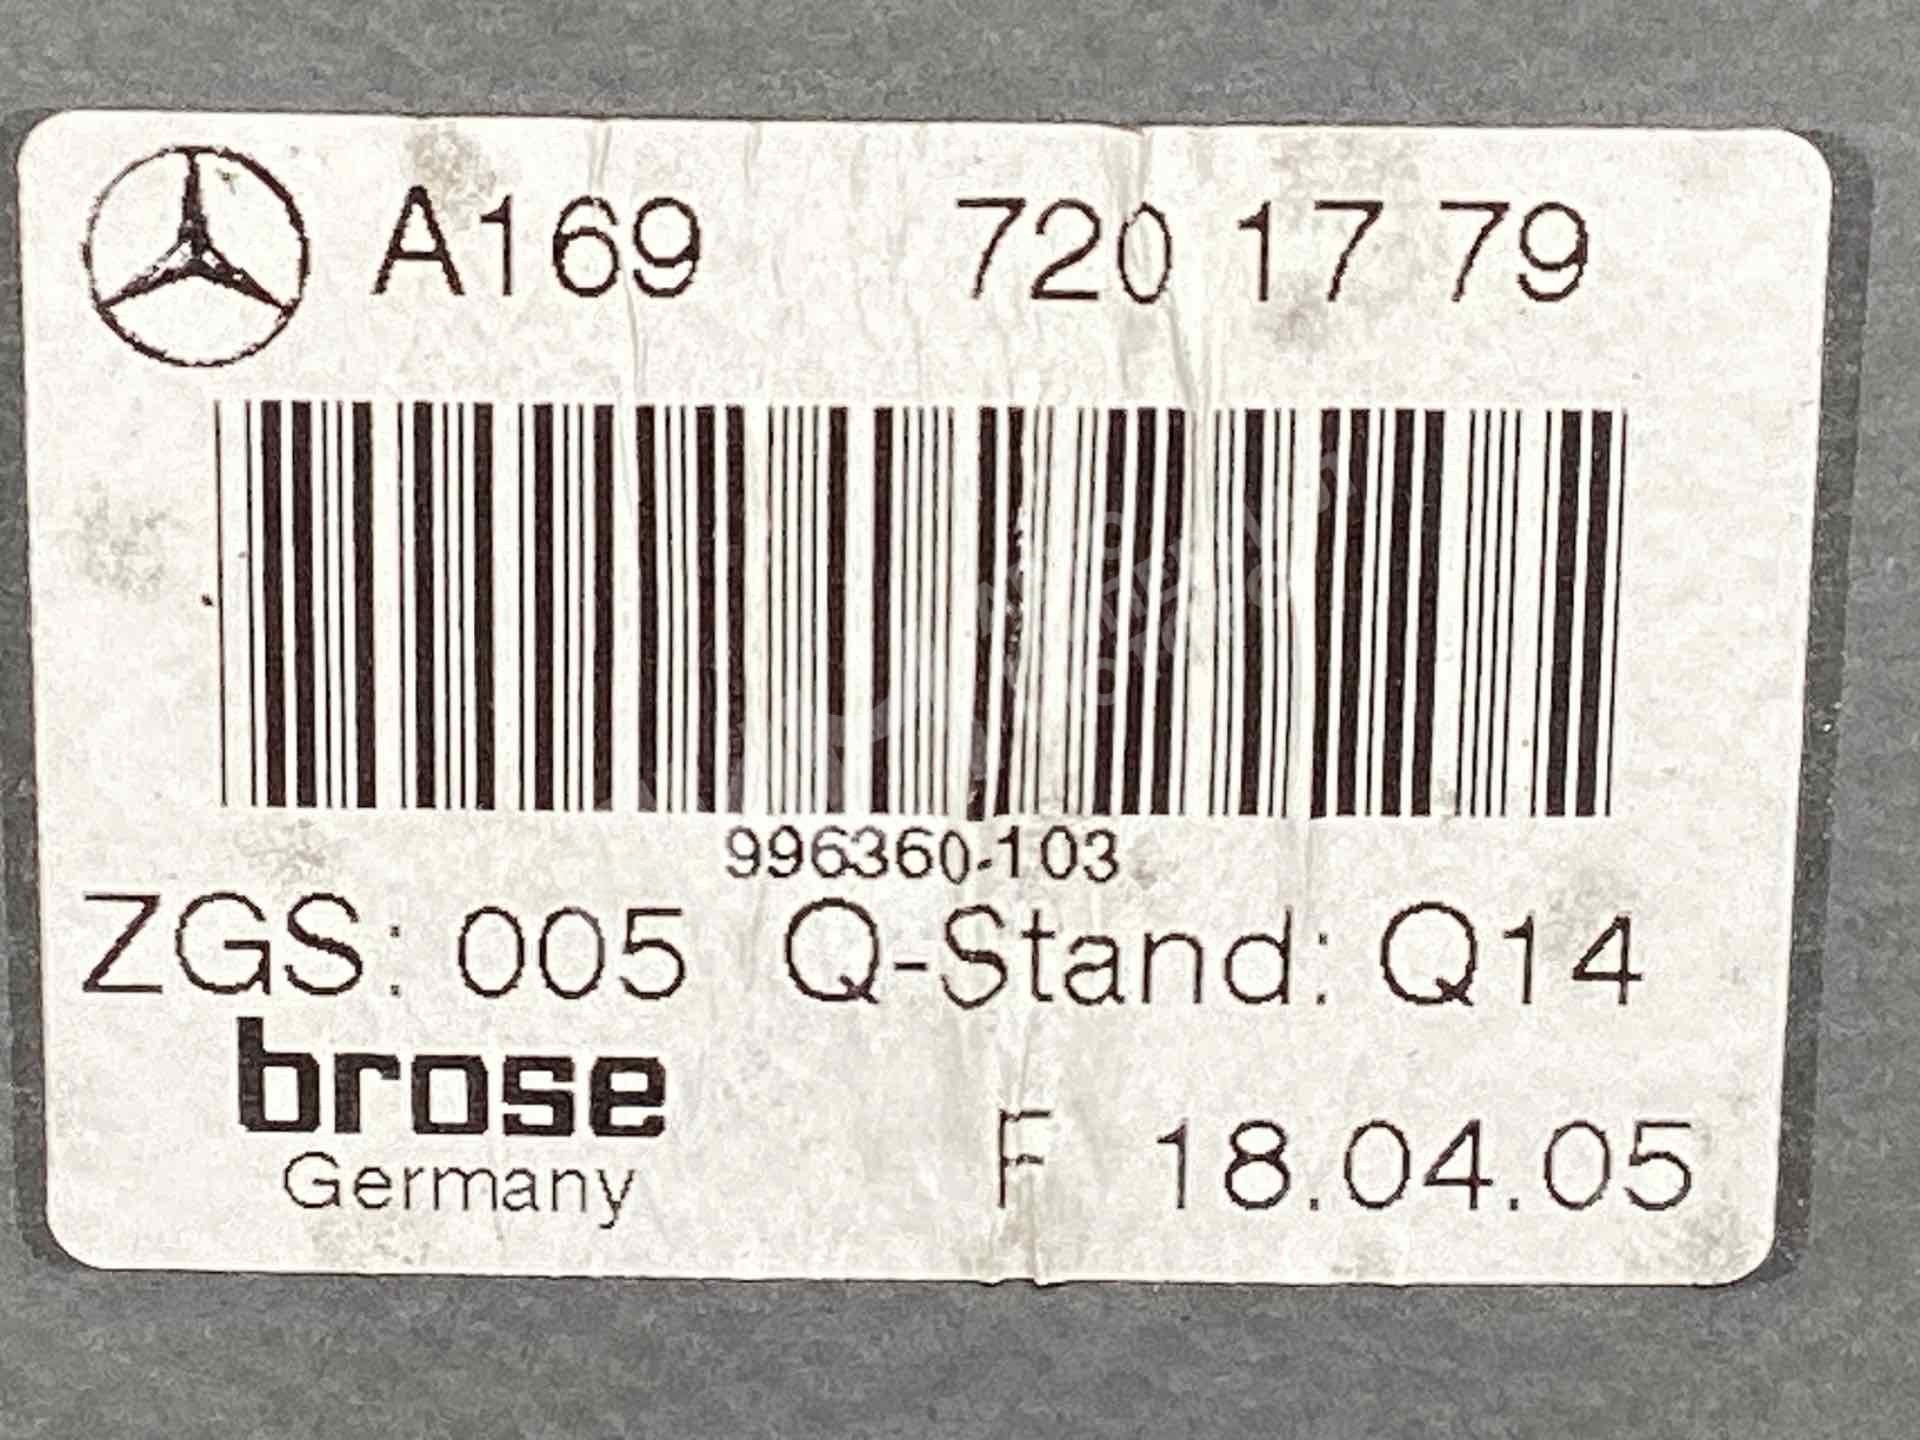 A169 720 17 79
996360-103
ZGS: 005 Q-Stand: Q14
brose
Germany
F 18.04.05